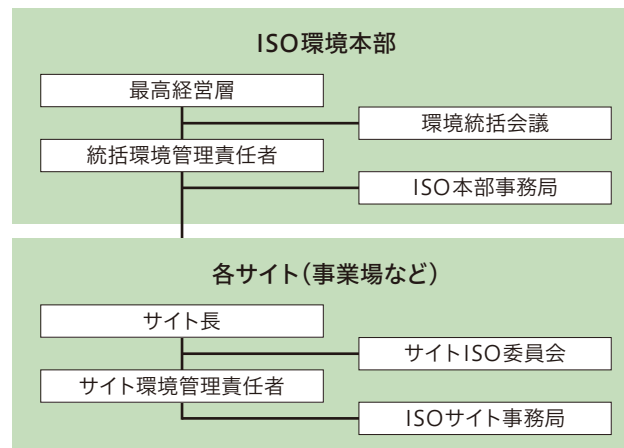 ISO環境本部
最高経営層
環境統括会議
統括環境管理責任者
ISO本部事務局
各サイト(事業場など)
サイト長
サイトISO委員会
サイト環境管理責任者
ISOサイト事務局